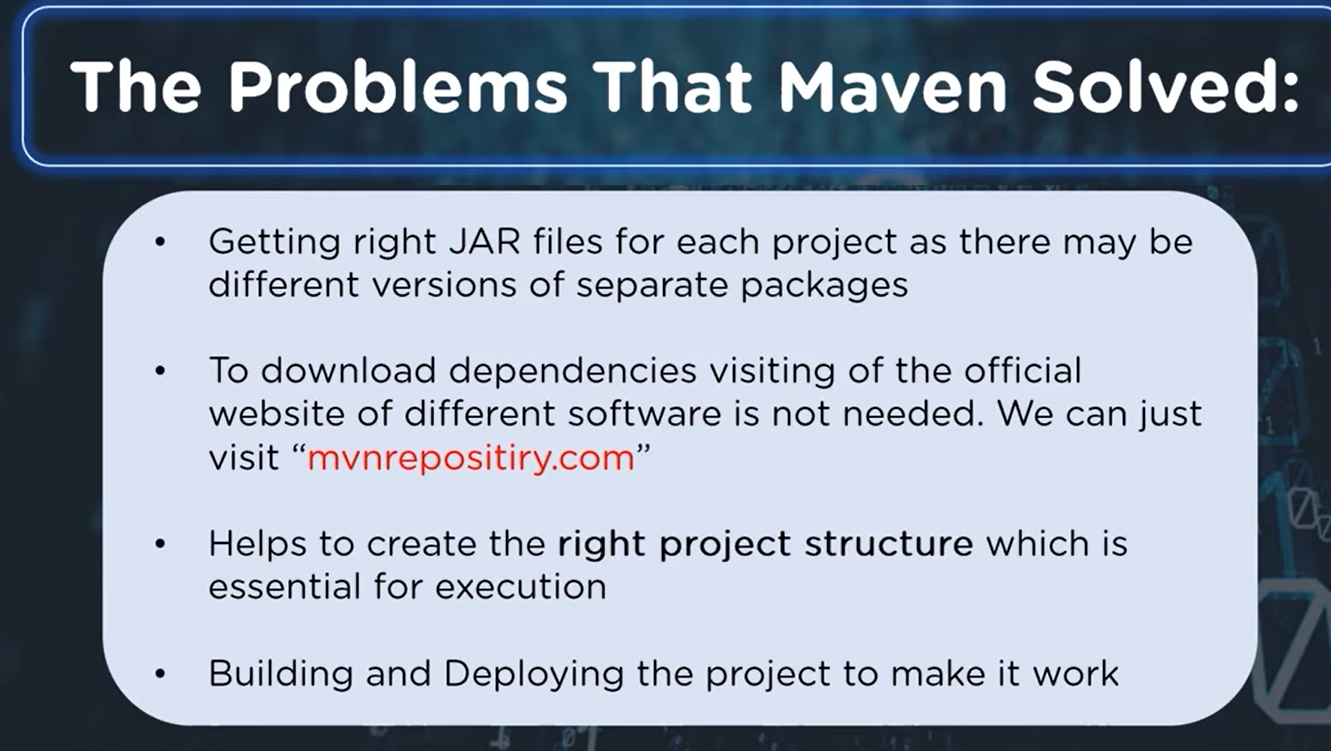 The Problems That Maven Solved:
• Getting right JAR files for each project as there may be
different versions of separate packages
• To download dependencies visiting of the official
website of different software is not needed. We can just
visit “mvnrepositiry.com”
• Helps to create the right project structure which is
essential for execution
• Building and Deploying the project to make it work